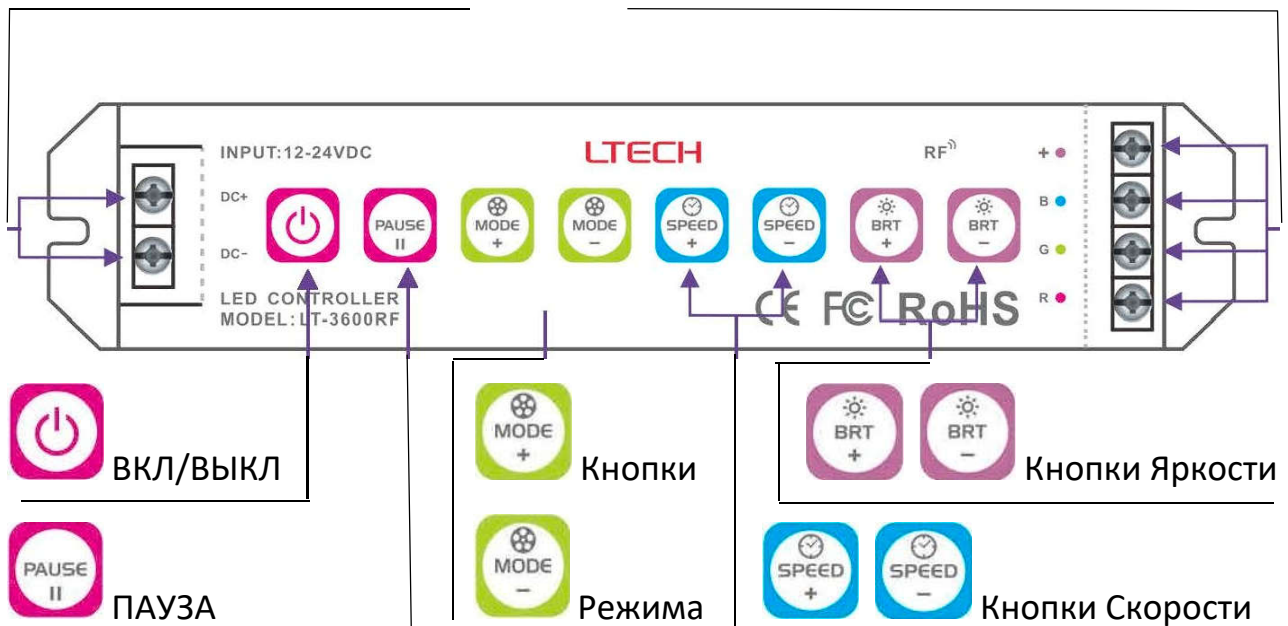 INPUT:12-24VDC
LTECH
RF
+
DC+
PAUSE II
MODE +
MODE -
SPEED +
SPEED -
BRT +
BRT -
B
DC-
G
LED CONTROLLER
MODEL: LT-3600RF
CE FC RoHS
R
ВКЛ/ВЫКЛ
MODE +
Кнопки
BRT +
BRT -
Кнопки Яркости
PAUSE II
ПАУЗА
MODE -
Режима
SPEED +
SPEED -
Кнопки Скорости